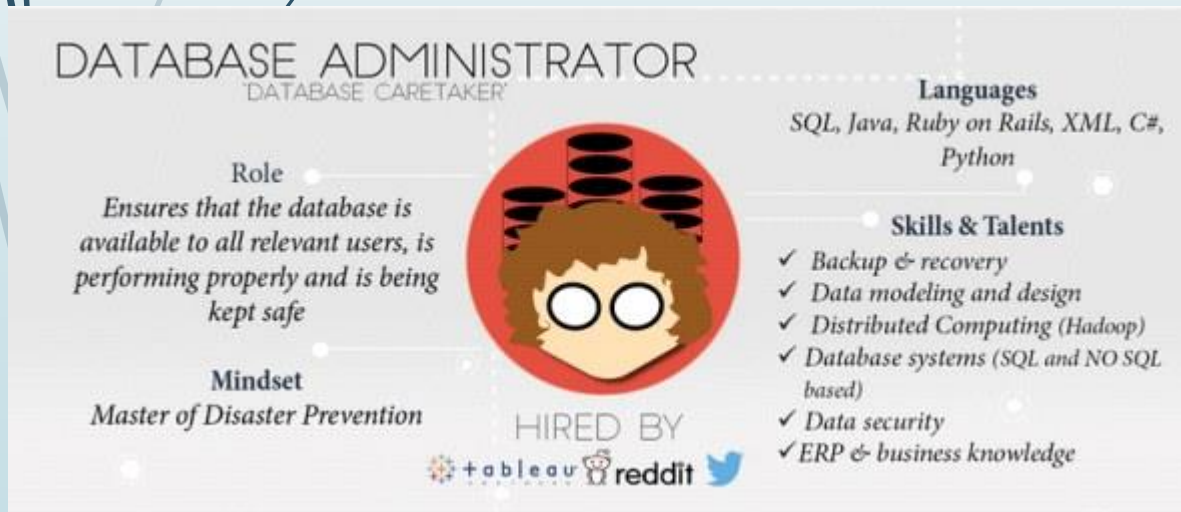 DATABASE ADMINISTRATOR
"DATABASE CARETAKER"
Role
Ensures that the database is
available to all relevant users, is
performing properly and is being
kept safe
Mindset
Master of Disaster Prevention
HIRED BY
+ableau reddit
Languages
SQL, Java, Ruby on Rails, XML, C#,
Python
Skills & Talents
✓ Backup & recovery
✓ Data modeling and design
✓ Distributed Computing (Hadoop)
✓ Database systems (SQL and NO SQL
based)
✓ Data security
✓ ERP & business knowledge